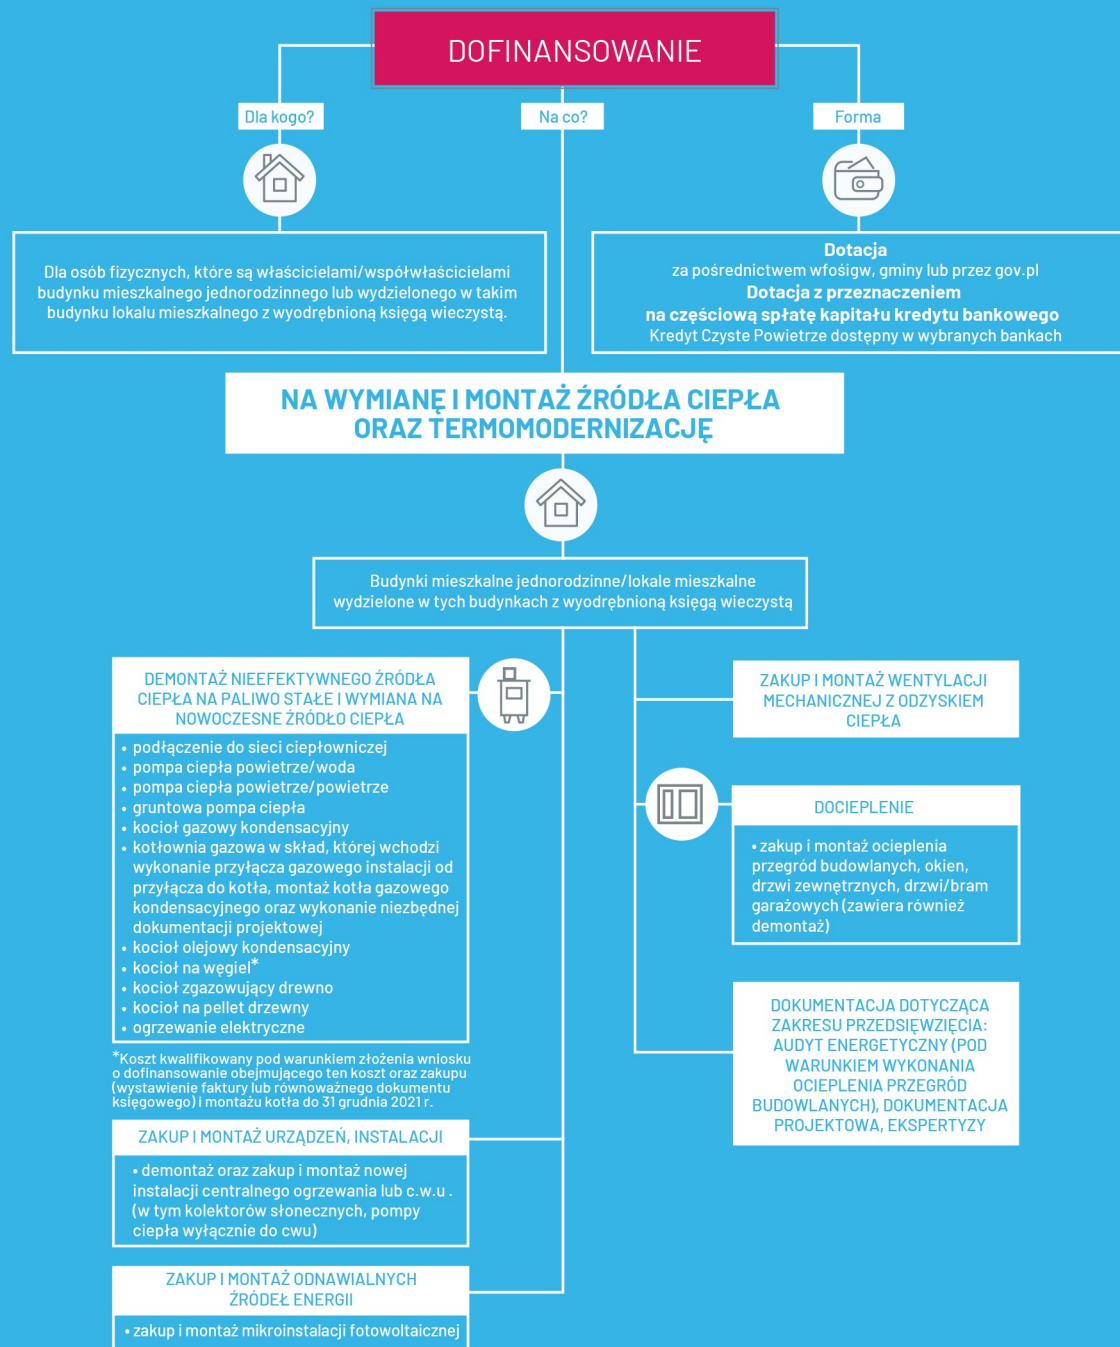 DOFINANSOWANIE
Dla kogo?
Na co?
Forma
Dla osób fizycznych, które są właścicielami/współwłaścicielami
budynku mieszkalnego jednorodzinnego lub wydzielonego w takim
budynku lokalu mieszkalnego z wyodrębnioną księgą wieczystą.
Dotacja
za pośrednictwem wfośigw, gminy lub przez gov.pl
Dotacja z przeznaczeniem
na częściową spłatę kapitału kredytu bankowego
Kredyt Czyste Powietrze dostępny w wybranych bankach
NA WYMIANĘ I MONTAŻ ŹRÓDŁA CIEPŁA
ORAZ TERMOMODERNIZACJĘ
Budynki mieszkalne jednorodzinne/lokale mieszkalne
wydzielone w tych budynkach z wyodrębnioną księgą wieczystą
DEMONTAŻ NIEEFEKTYWNEGO ŹRÓDŁA
CIEPŁA NA PALIWO STAŁE I WYMIANA NA
NOWOCZESNE ŹRÓDŁO CIEPŁA
• podłączenie do sieci ciepłowniczej
• pompa ciepła powietrze/woda
• pompa ciepła powietrze/powietrze
• gruntowa pompa ciepła
• kocioł gazowy kondensacyjny
• kotłownia gazowa w skład, której wchodzi
wykonanie przyłącza gazowego instalacji od
przyłącza do kotła, montaż kotła gazowego
kondensacyjnego oraz wykonanie niezbędnej
dokumentacji projektowej
• kocioł olejowy kondensacyjny
• kocioł na węgiel*
• kocioł zgazowujący drewno
• kocioł na pellet drzewny
• ogrzewanie elektryczne
*Koszt kwalifikowany pod warunkiem złożenia wniosku
o dofinansowanie obejmującego ten koszt oraz zakupu
(wystawienie faktury lub równoważnego dokumentu
księgowego) i montażu kotła do 31 grudnia 2021 r.
ZAKUP I MONTAŻ URZĄDZEŃ, INSTALACJI
• demontaż oraz zakup i montaż nowej
instalacji centralnego ogrzewania lub c.w.u .
(w tym kolektorów słonecznych, pompy
ciepła wyłącznie do cwu)
ZAKUP I MONTAŻ ODNAWIALNYCH
ŹRÓDEŁ ENERGII
• zakup i montaż mikroinstalacji fotowoltaicznej
ZAKUP I MONTAŻ WENTYLACJI
MECHANICZNEJ Z ODZYSKIEM
CIEPŁA
DOCIEPLENIE
• zakup i montaż ocieplenia
przegród budowlanych, okien,
drzwi zewnętrznych, drzwi/bram
garażowych (zawiera również
demontaż)
DOKUMENTACJA DOTYCZĄCA
ZAKRESU PRZEDSIĘWZIĘCIA:
AUDYT ENERGETYCZNY (POD
WARUNKIEM WYKONANIA
OCIEPLENIA PRZEGRÓD
BUDOWLANYCH), DOKUMENTACJA
PROJEKTOWA, EKSPERTYZY